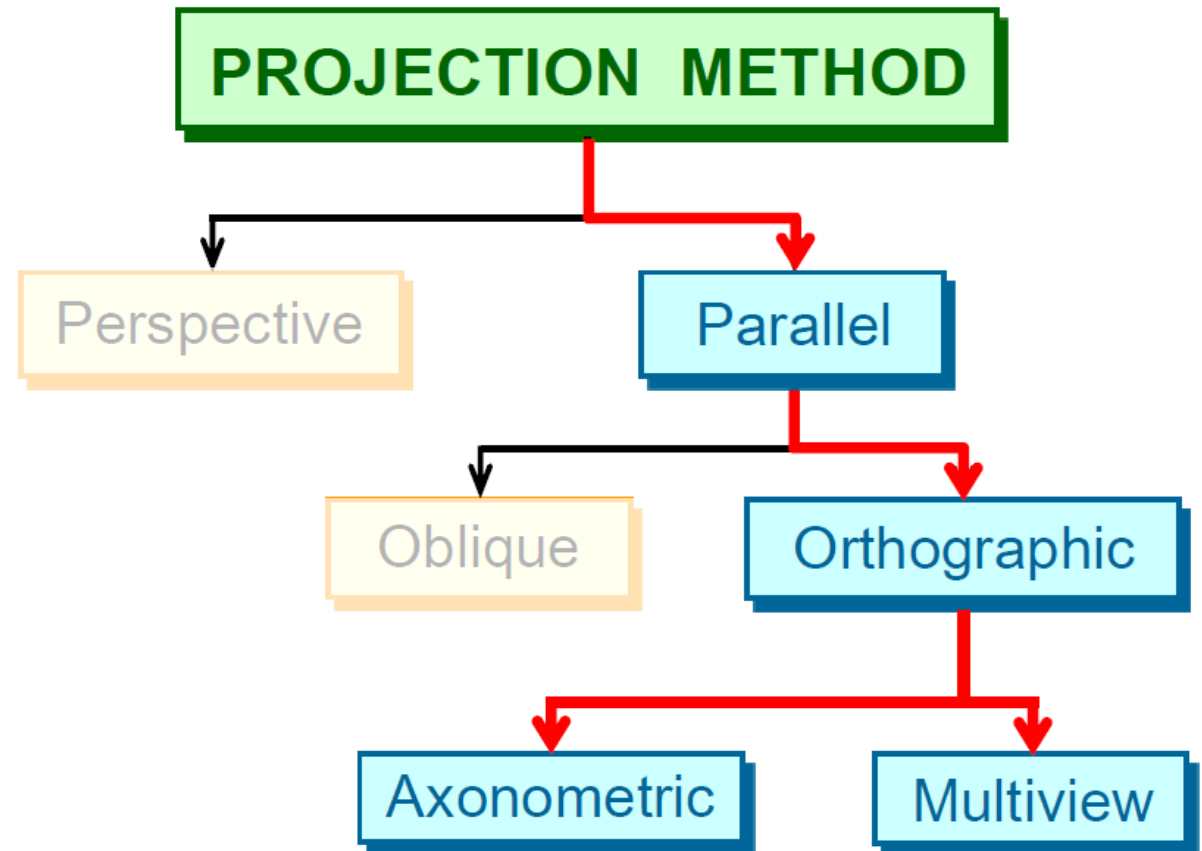 PROJECTION METHOD
Perspective
Parallel
Oblique
Orthographic
Axonometric
Multiview